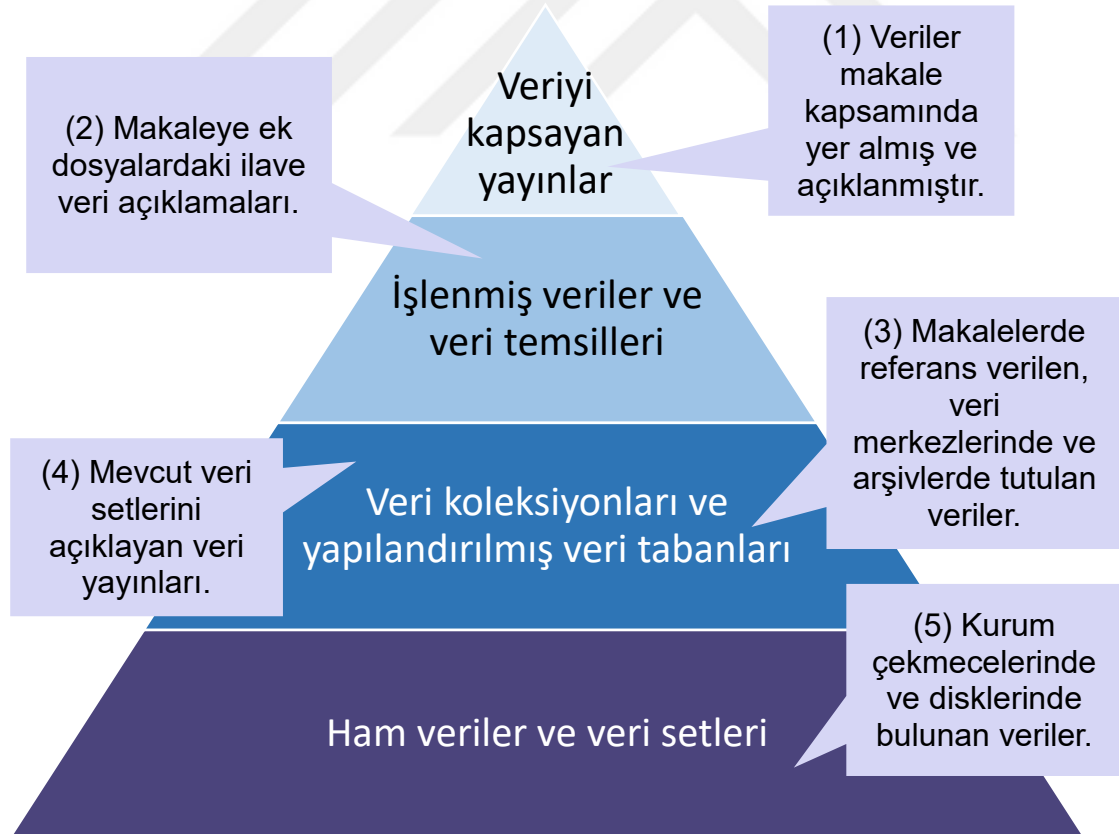 (1) Veriler
makale
kapsamında
yer almış ve
açıklanmıştır.
Veriyi
kapsayan
yayınlar
(2) Makaleye ek
dosyalardaki ilave
veri açıklamaları.
İşlenmiş veriler ve
veri temsilleri
(3) Makalelerde
referans verilen,
veri
merkezlerinde ve
arşivlerde tutulan
veriler.
(4) Mevcut veri
setlerini
açıklayan veri
yayınları.
Veri koleksiyonları ve
yapılandırılmış veri tabanları
(5) Kurum
çekmecelerinde
ve disklerinde
bulunan veriler.
Ham veriler ve veri setleri